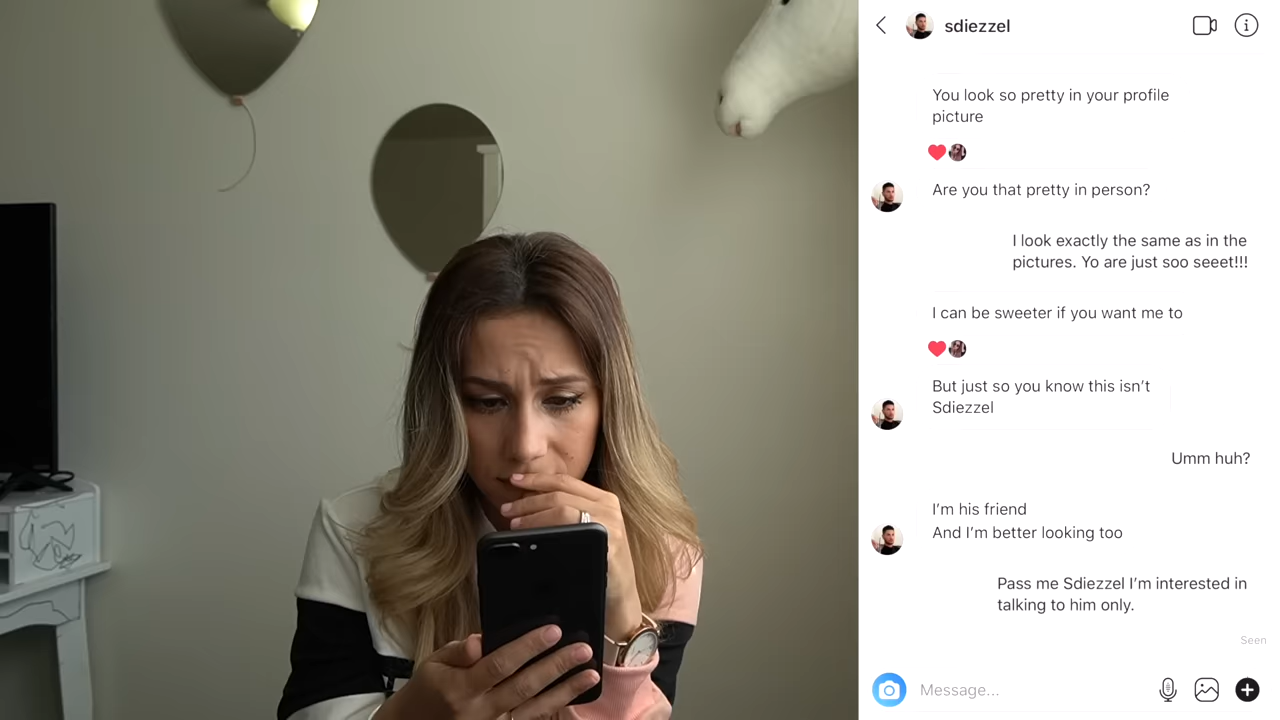 sdiezzel
You look so pretty in your profile
picture
Are you that pretty in person?
I look exactly the same as in the
pictures. Yo are just soo seeet!!!
I can be sweeter if you want me to
But just so you know this isn’t
Sdiezzel
Umm huh?
I’m his friend
And I’m better looking too
Pass me Sdiezzel I’m interested in
talking to him only.
Seen
Message...